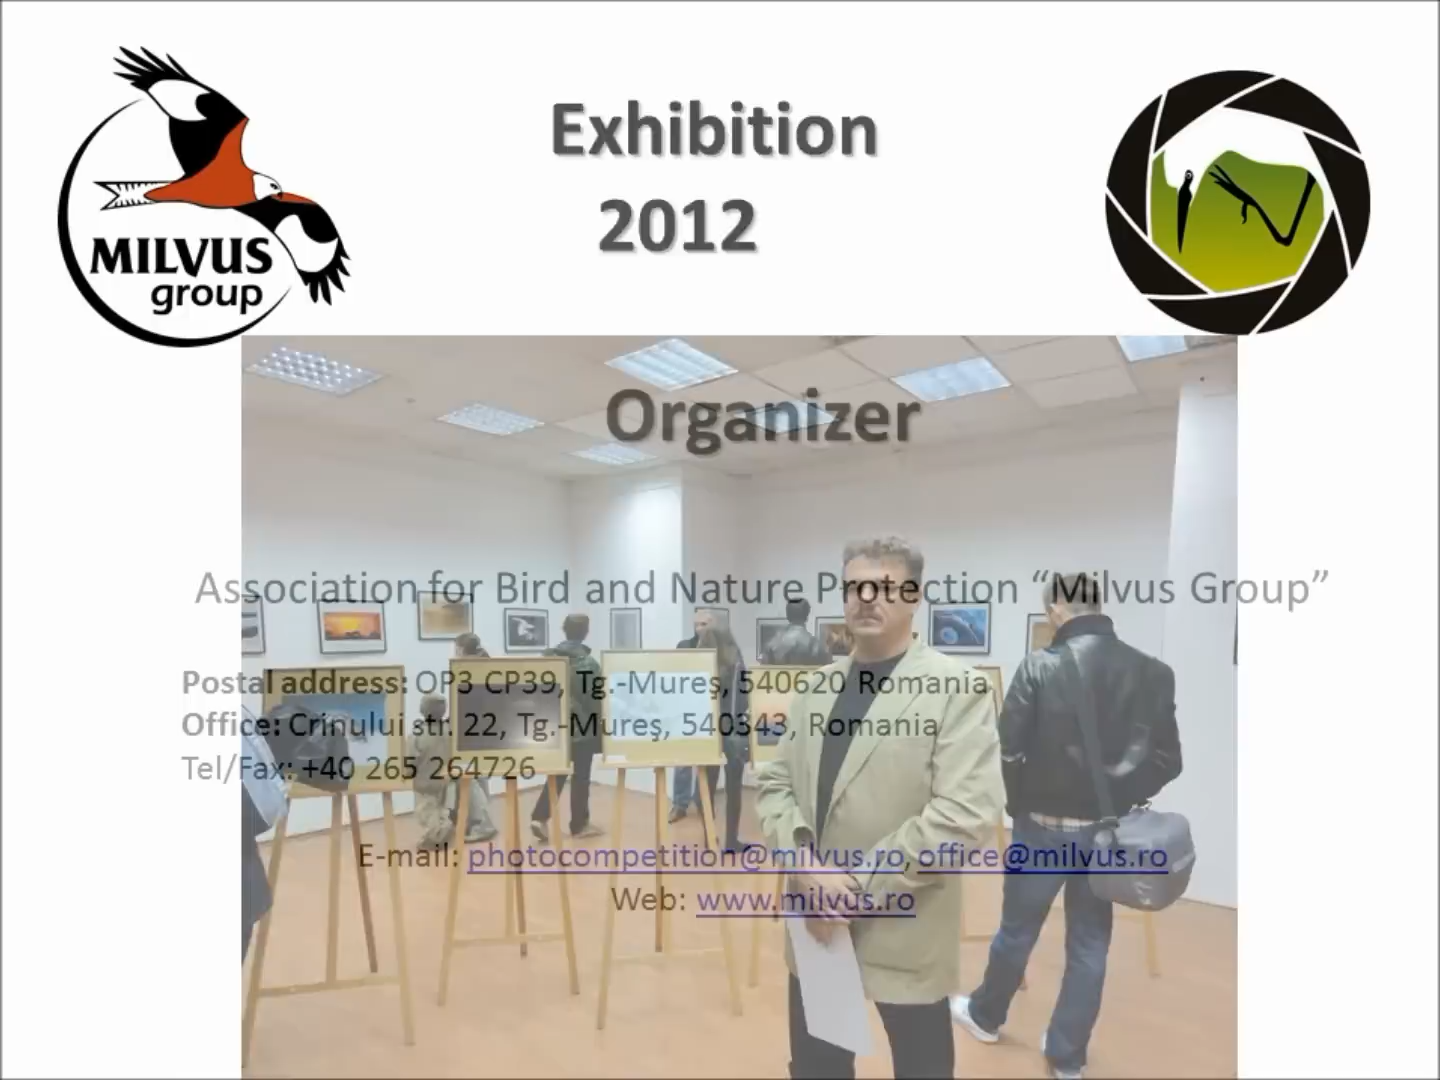 MILVUS
group
Exhibition
2012
Organizer
Association for Bird and Nature Protection “Milvus Group”
Postal address: OP3 CP39, Tg.-Mureş, 540620 Romania
Office: Crinului str. 22, Tg.-Mureş, 540343, Romania
Tel/Fax: +40 265 264726
E-mail: photocompetition@milvus.ro, office@milvus.ro
Web: www.milvus.ro